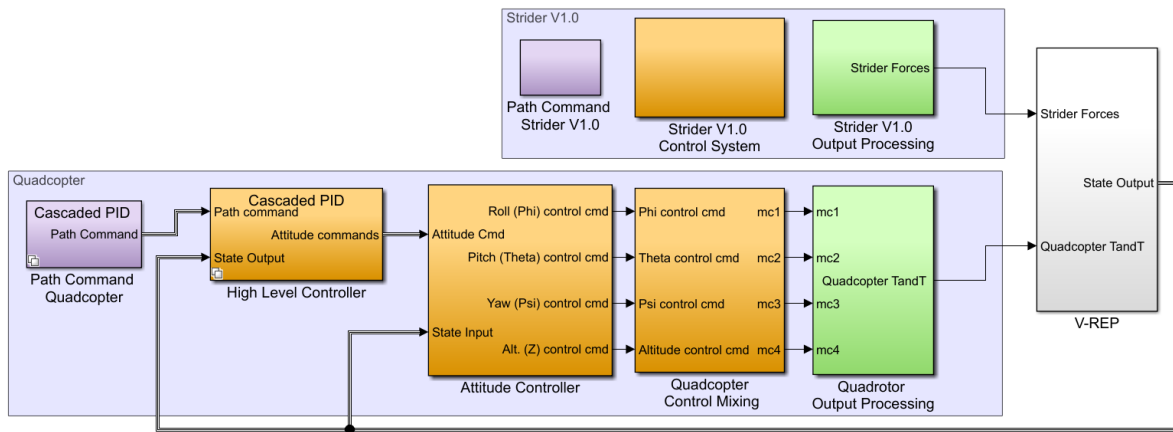 Strider V1.0
Path Command
Strider V1.0
Strider V1.0
Control System
Strider Forces
Strider V1.0
Output Processing
Strider Forces
State Output
Quadcopter TandT
V-REP
Quadcopter
Cascaded PID
Path Command
Path Command
Quadcopter
Cascaded PID
Path command
Attitude commands
State Output
High Level Controller
Attitude Cmd
State Input
Roll (Phi) control cmd
Pitch (Theta) control cmd
Yaw (Psi) control cmd
Alt. (Z) control cmd
Attitude Controller
Phi control cmd
Theta control cmd
Psi control cmd
Altitude control cmd
mc1
mc2
mc3
mc4
Quadcopter
Control Mixing
mc1
mc2
Quadcopter TandT
mc3
mc4
Quadrotor
Output Processing